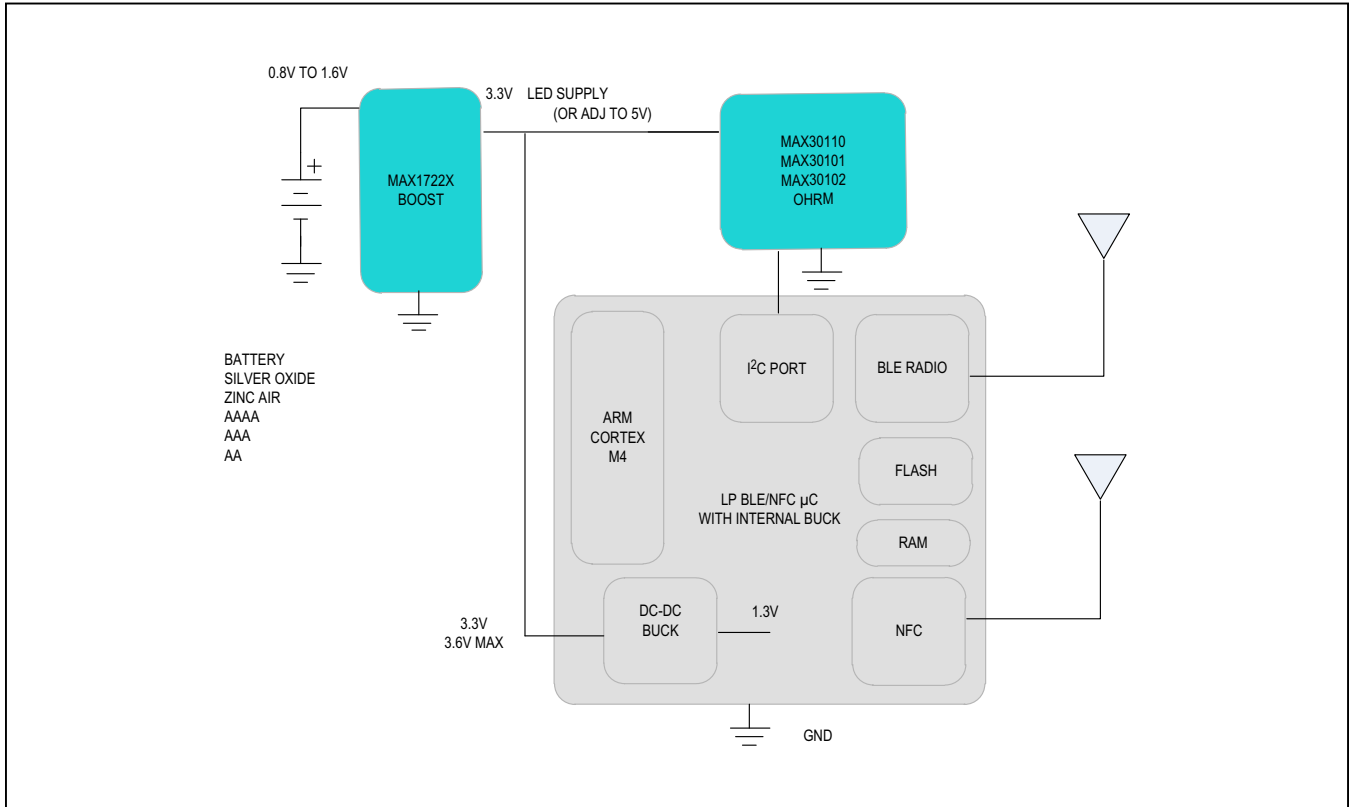 0.8V TO 1.6V
3.3V LED SUPPLY
(OR ADJ TO 5V)
+
MAX1722X
BOOST
MAX30110
MAX30101
MAX30102
OHRM
BATTERY
SILVER OXIDE
ZINC AIR
AAAA
AAA
AA
I²C PORT
BLE RADIO
ARM
CORTEX
M4
FLASH
LP BLE/NFC µC
WITH INTERNAL BUCK
RAM
DC-DC
BUCK
1.3V
NFC
3.3V
3.6V MAX
GND